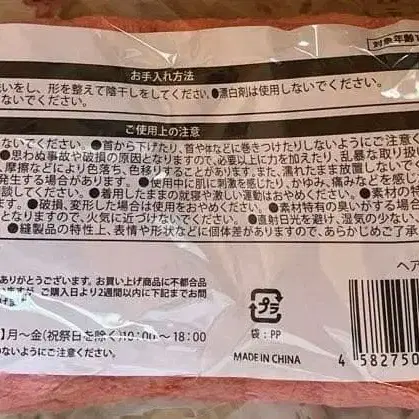 対象年齢
お手入れ方法
洗いをし、形を整えて陰干しをしてください。●漂白剤は使用しないでください。
ないでください。
ご使用上の注意
ないでください。●首から下げたり、首や体などに巻きつけたりしないようにご注意く
●思わぬ事故や破損の原因となりますので、必要以上に力を加えたり、乱暴な取り扱い
、摩擦などにより色落ち、色移りすることがあります。また、濡れたまま放置しない
発生する場合があります。●使用中に肌に刺激を感じたり、かゆみ、痛みなどを感じ
談してください。●着用したままの就寝や激しい運動はおやめください。●素材の
●破損、変形した場合は使用をおやめください。●素材特有の臭いがする場合
となりますので、火気に近づけないでください。●直射日光を避け、湿気の少ない
●縫製品の特性上、表情や形状などに個体差がありますので、あらかじめご了承
ありがとうございます。お買い上げ商品に不都合品
ますが、ご購入日より2週間以内に下記までお問
ヘア
】月〜金(祝祭日を除く)10:00〜18:00
ないようにご注意ください。
プラ
袋:PP
MADE IN CHINA
4 582750